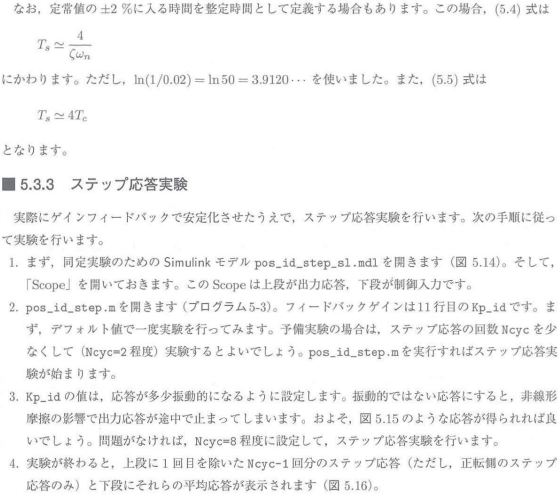 なお，定常値の ±2 %に入る時間を整定時間として定義する場合もあります。この場合，(5.4) 式は
T_s ≃ 4/(ζω_n)
にかわります。ただし，ln(1/0.02) = ln 50 = 3.9120··· を使いました。また，(5.5) 式は
T_s ≃ 4T_c
となります。
■ 5.3.3 ステップ応答実験
実際にゲインフィードバックで安定化させたうえで，ステップ応答実験を行います。次の手順に従っ
て実験を行います。
1. まず，同定実験のための Simulink モデル pos_id_step_sl.mdl を開きます（図 5.14）。そして，
「Scope」を開いておきます。この Scope は上段が出力応答，下段が制御入力です。
2. pos_id_step.m を開きます（プログラム 5-3）。フィードバックゲインは 11 行目の Kp_id です。ま
ず，デフォルト値で一度実験を行ってみます。予備実験の場合は，ステップ応答の回数 Ncyc を少
なくして（Ncyc=2 程度）実験するとよいでしょう。pos_id_step.m を実行すればステップ応答実
験が始まります。
3. Kp_id の値は，応答が多少振動的になるように設定します。振動的ではない応答にすると，非線形
摩擦の影響で出力応答が途中で止まってしまいます。およそ，図 5.15 のような応答が得られれば良
いでしょう。問題がなければ，Ncyc=8 程度に設定して，ステップ応答実験を行います。
4. 実験が終わると，上段に 1 回目を除いた Ncyc-1 回分のステップ応答（ただし，正転側のステップ
応答のみ）と下段にそれらの平均応答が表示されます（図 5.16）。